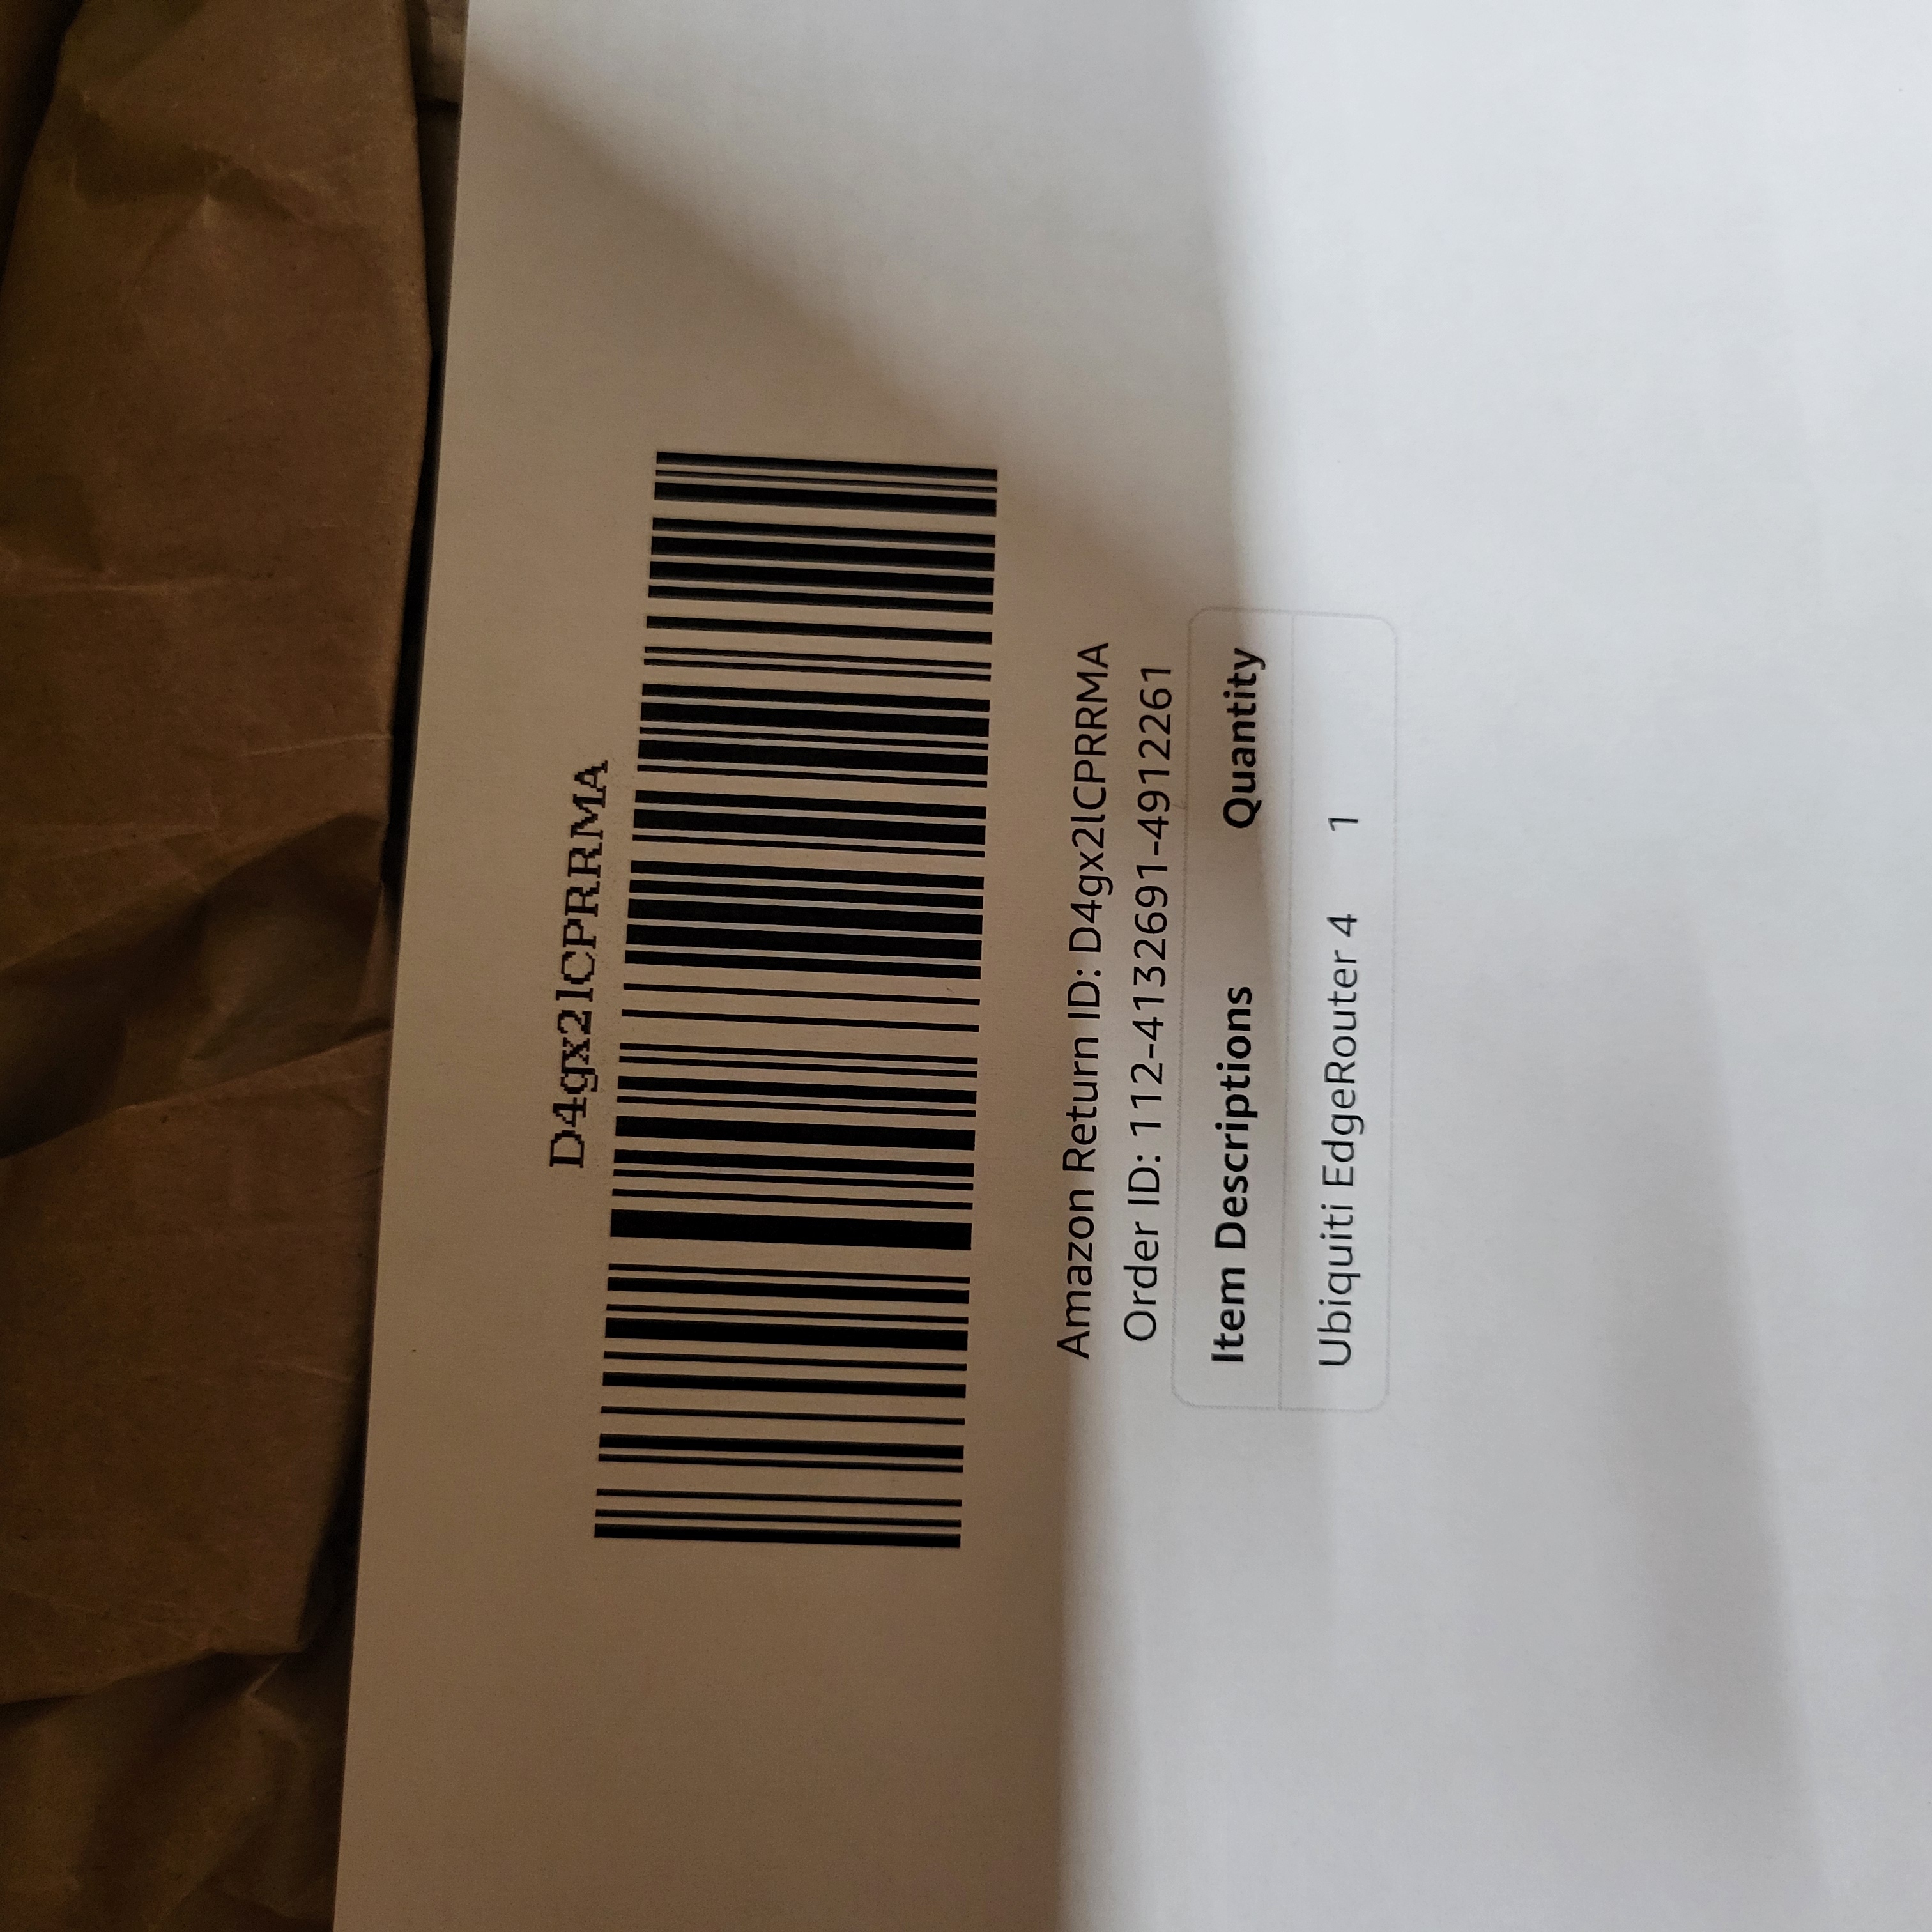 D4gx2lCPRRMA
Amazon Return ID: D4gx2lCPRRMA
Order ID: 112-4132691-4912261
Item Descriptions Quantity
Ubiquiti EdgeRouter 4 1